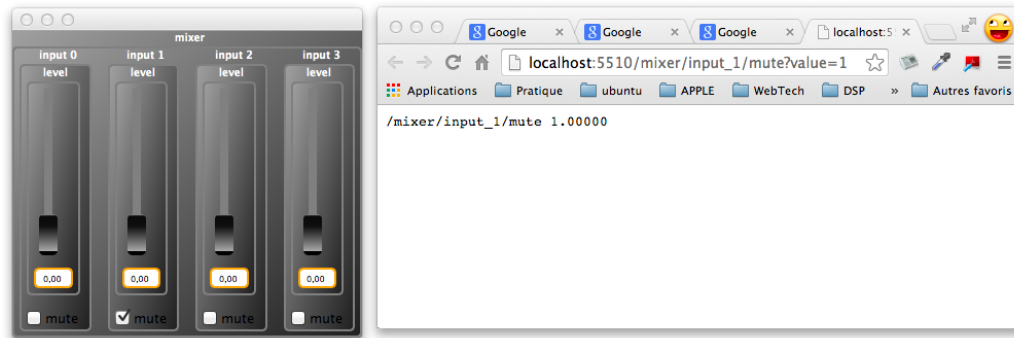 mixer
input 0 input 1 input 2 input 3
level level level level
0,00 0,00 0,00 0,00
mute mute mute mute
Google Google Google localhost:5
localhost:5510/mixer/input_1/mute?value=1
Applications Pratique ubuntu APPLE WebTech DSP » Autres favoris
/mixer/input_1/mute 1.00000